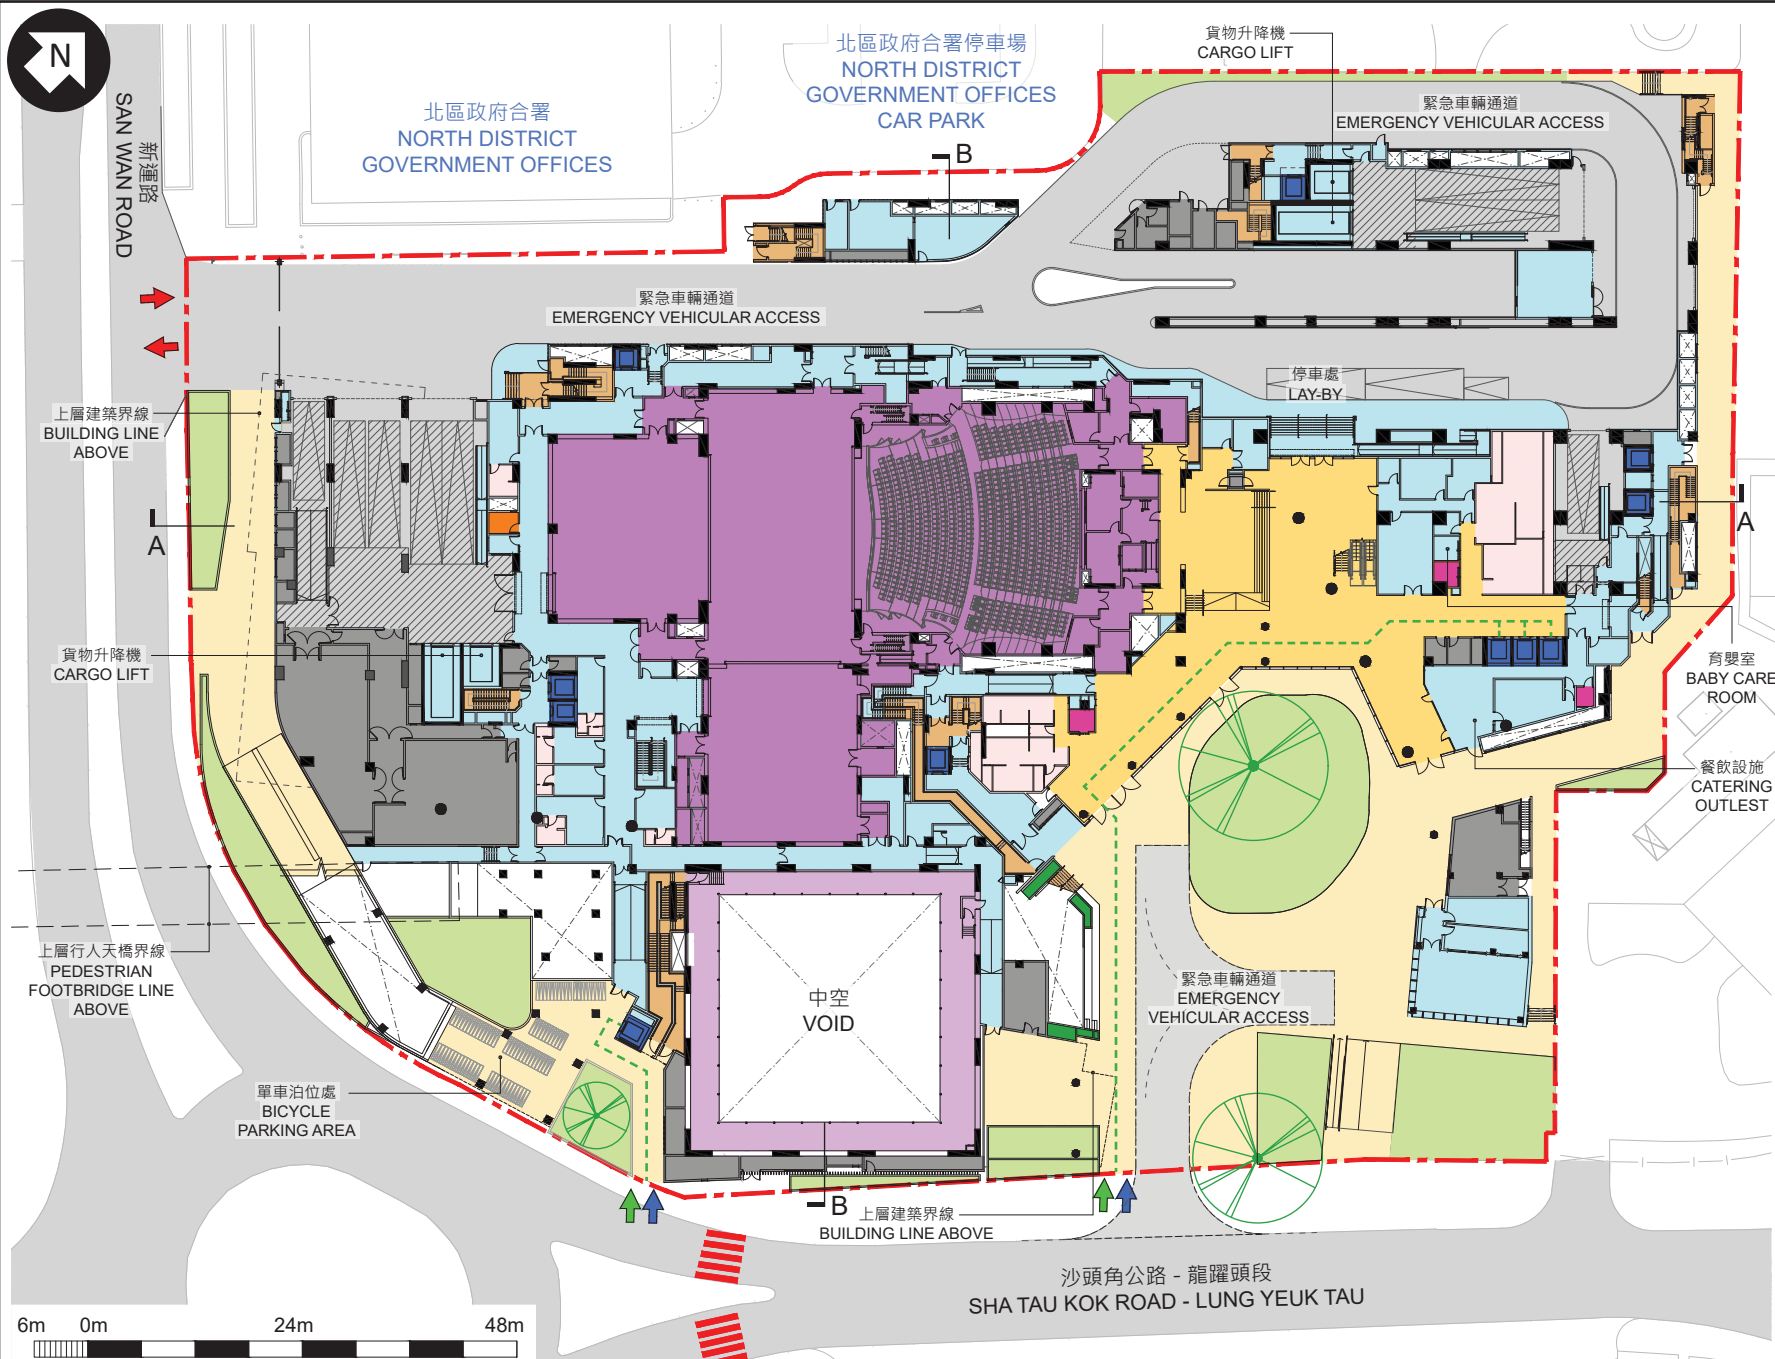 N
新運路
SAN WAN ROAD
北區政府合署
NORTH DISTRICT
GOVERNMENT OFFICES
北區政府合署停車場
NORTH DISTRICT
GOVERNMENT OFFICES
CAR PARK
貨物升降機
CARGO LIFT
緊急車輛通道
EMERGENCY VEHICULAR ACCESS
B
緊急車輛通道
EMERGENCY VEHICULAR ACCESS
停車處
LAY-BY
上層建築界線
BUILDING LINE
ABOVE
A
A
貨物升降機
CARGO LIFT
育嬰室
BABY CARE
ROOM
餐飲設施
CATERING
OUTLEST
上層行人天橋界線
PEDESTRIAN
FOOTBRIDGE LINE
ABOVE
中空
VOID
緊急車輛通道
EMERGENCY
VEHICULAR ACCESS
單車泊位處
BICYCLE
PARKING AREA
B
上層建築界線
BUILDING LINE ABOVE
沙頭角公路 - 龍躍頭段
SHA TAU KOK ROAD - LUNG YEUK TAU
6m 0m 24m 48m